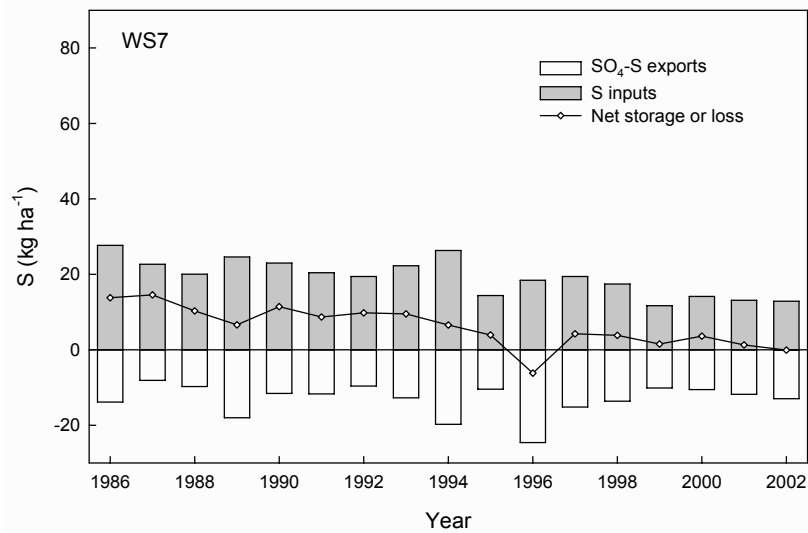 WS7
SO₄-S exports
S inputs
Net storage or loss
S (kg ha⁻¹)
80
60
40
20
0
-20
1986 1988 1990 1992 1994 1996 1998 2000 2002
Year